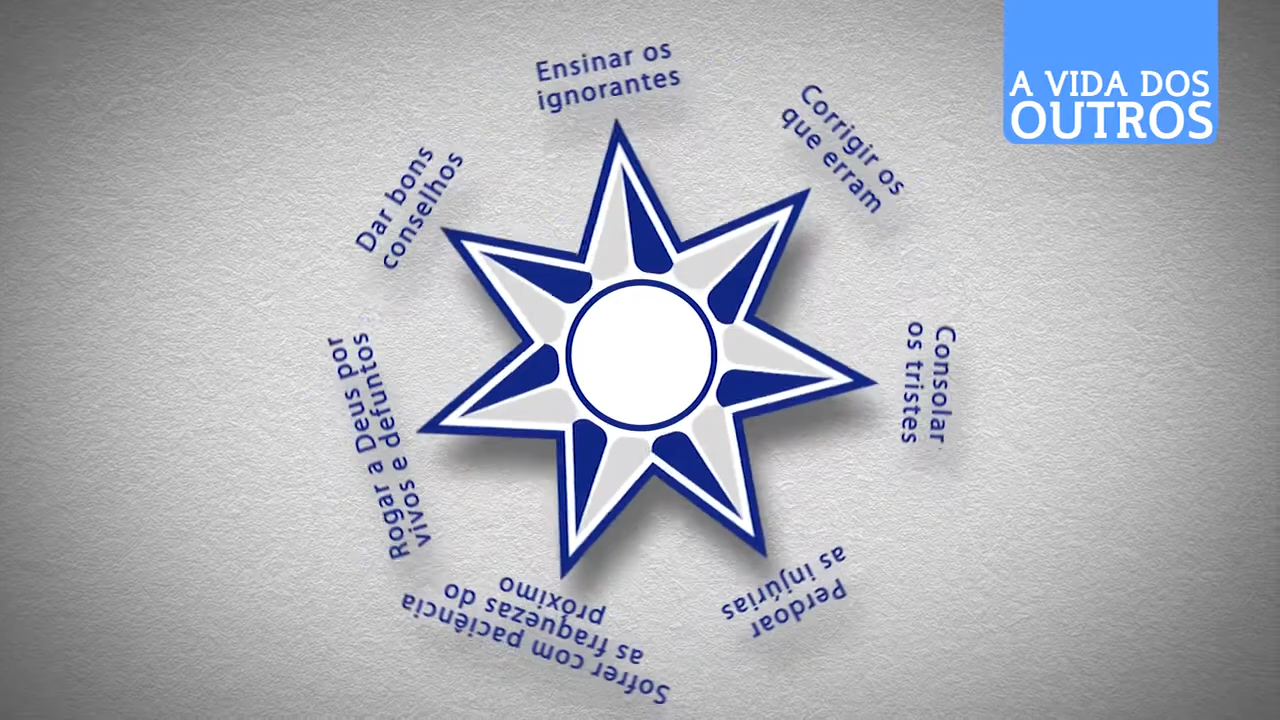 A VIDA DOS
OUTROS
Ensinar os
ignorantes
Corrigir os
que erram
Consolar
os tristes
Perdoar
as injúrias
Sofrer com paciência
as fraquezas do
próximo
Rogar a Deus por
vivos e defuntos
Dar bons
conselhos